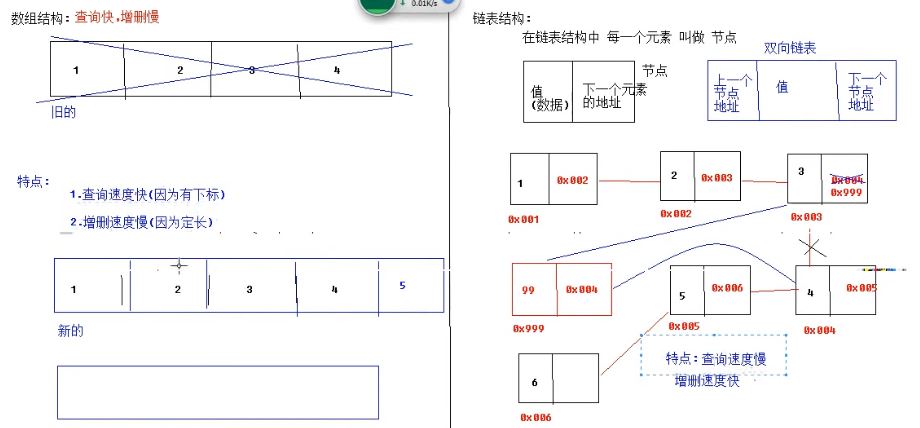 0.01K/s
数组结构：查询快，增删慢
1 2 3 4
旧的
特点：
1.查询速度快(因为有下标)
2.增删速度慢(因为定长)
1 2 3 4 5
新的
链表结构：
在链表结构中 每一个元素 叫做 节点
双向链表
节点
值
(数据)
下一个元素
的地址
上一个
节点
地址
值
下一个
节点
地址
1 0x002
0x001
2 0x003
0x002
3 0x004
0x999
0x003
99 0x004
0x999
5 0x006
0x005
4 0x005
0x004
6
0x006
特点：查询速度慢
增删速度快